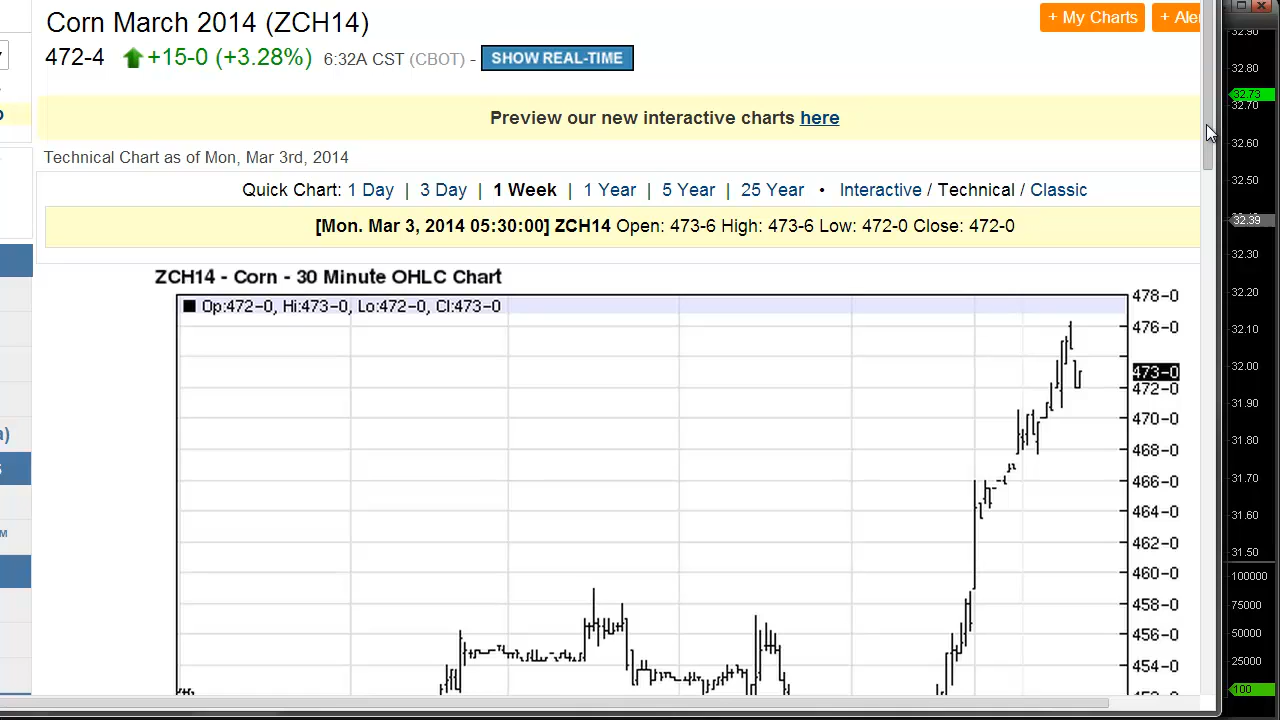 Corn March 2014 (ZCH14)
+ My Charts
+ Aler
472-4 +15-0 (+3.28%) 6:32A CST (CBOT) - SHOW REAL-TIME
Preview our new interactive charts here
Technical Chart as of Mon, Mar 3rd, 2014
Quick Chart: 1 Day | 3 Day | 1 Week | 1 Year | 5 Year | 25 Year • Interactive / Technical / Classic
[Mon. Mar 3, 2014 05:30:00] ZCH14 Open: 473-6 High: 473-6 Low: 472-0 Close: 472-0
ZCH14 - Corn - 30 Minute OHLC Chart
Op:472-0, Hi:473-0, Lo:472-0, Cl:473-0
478-0
476-0
473-0
472-0
470-0
468-0
466-0
464-0
462-0
460-0
458-0
456-0
454-0
a)
M
32.90
32.80
32.73
32.70
32.60
32.50
32.39
32.30
32.20
32.10
32.00
31.90
31.80
31.70
31.60
31.50
100000
75000
50000
25000
100